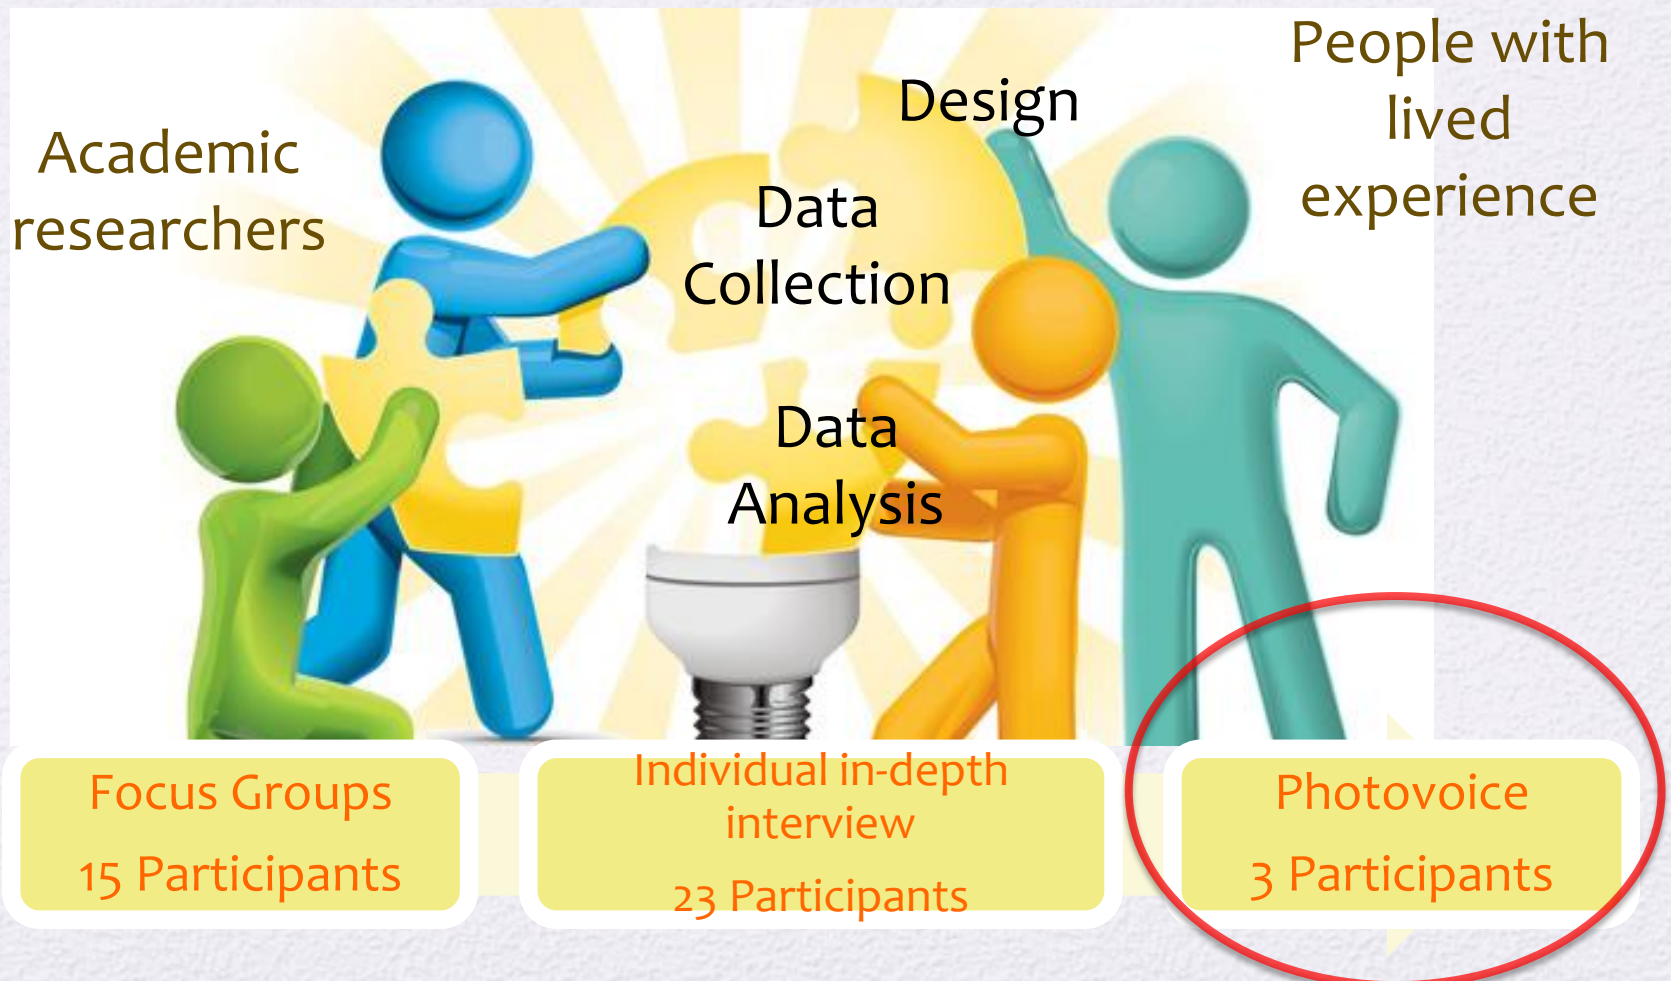 Academic
researchers
Design
Data
Collection
Data
Analysis
People with
lived
experience
Focus Groups
15 Participants
Individual in-depth
interview
23 Participants
Photovoice
3 Participants